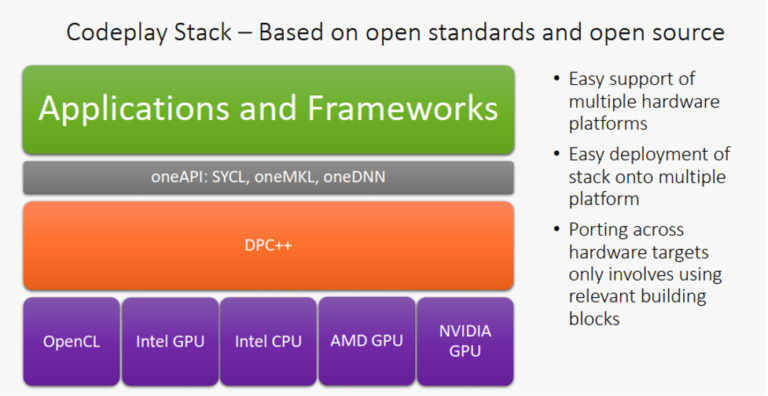 Codeplay Stack – Based on open standards and open source
Applications and Frameworks
oneAPI: SYCL, oneMKL, oneDNN
DPC++
OpenCL
Intel GPU
Intel CPU
AMD GPU
NVIDIA
GPU
• Easy support of
multiple hardware
platforms
• Easy deployment of
stack onto multiple
platform
• Porting across
hardware targets
only involves using
relevant building
blocks